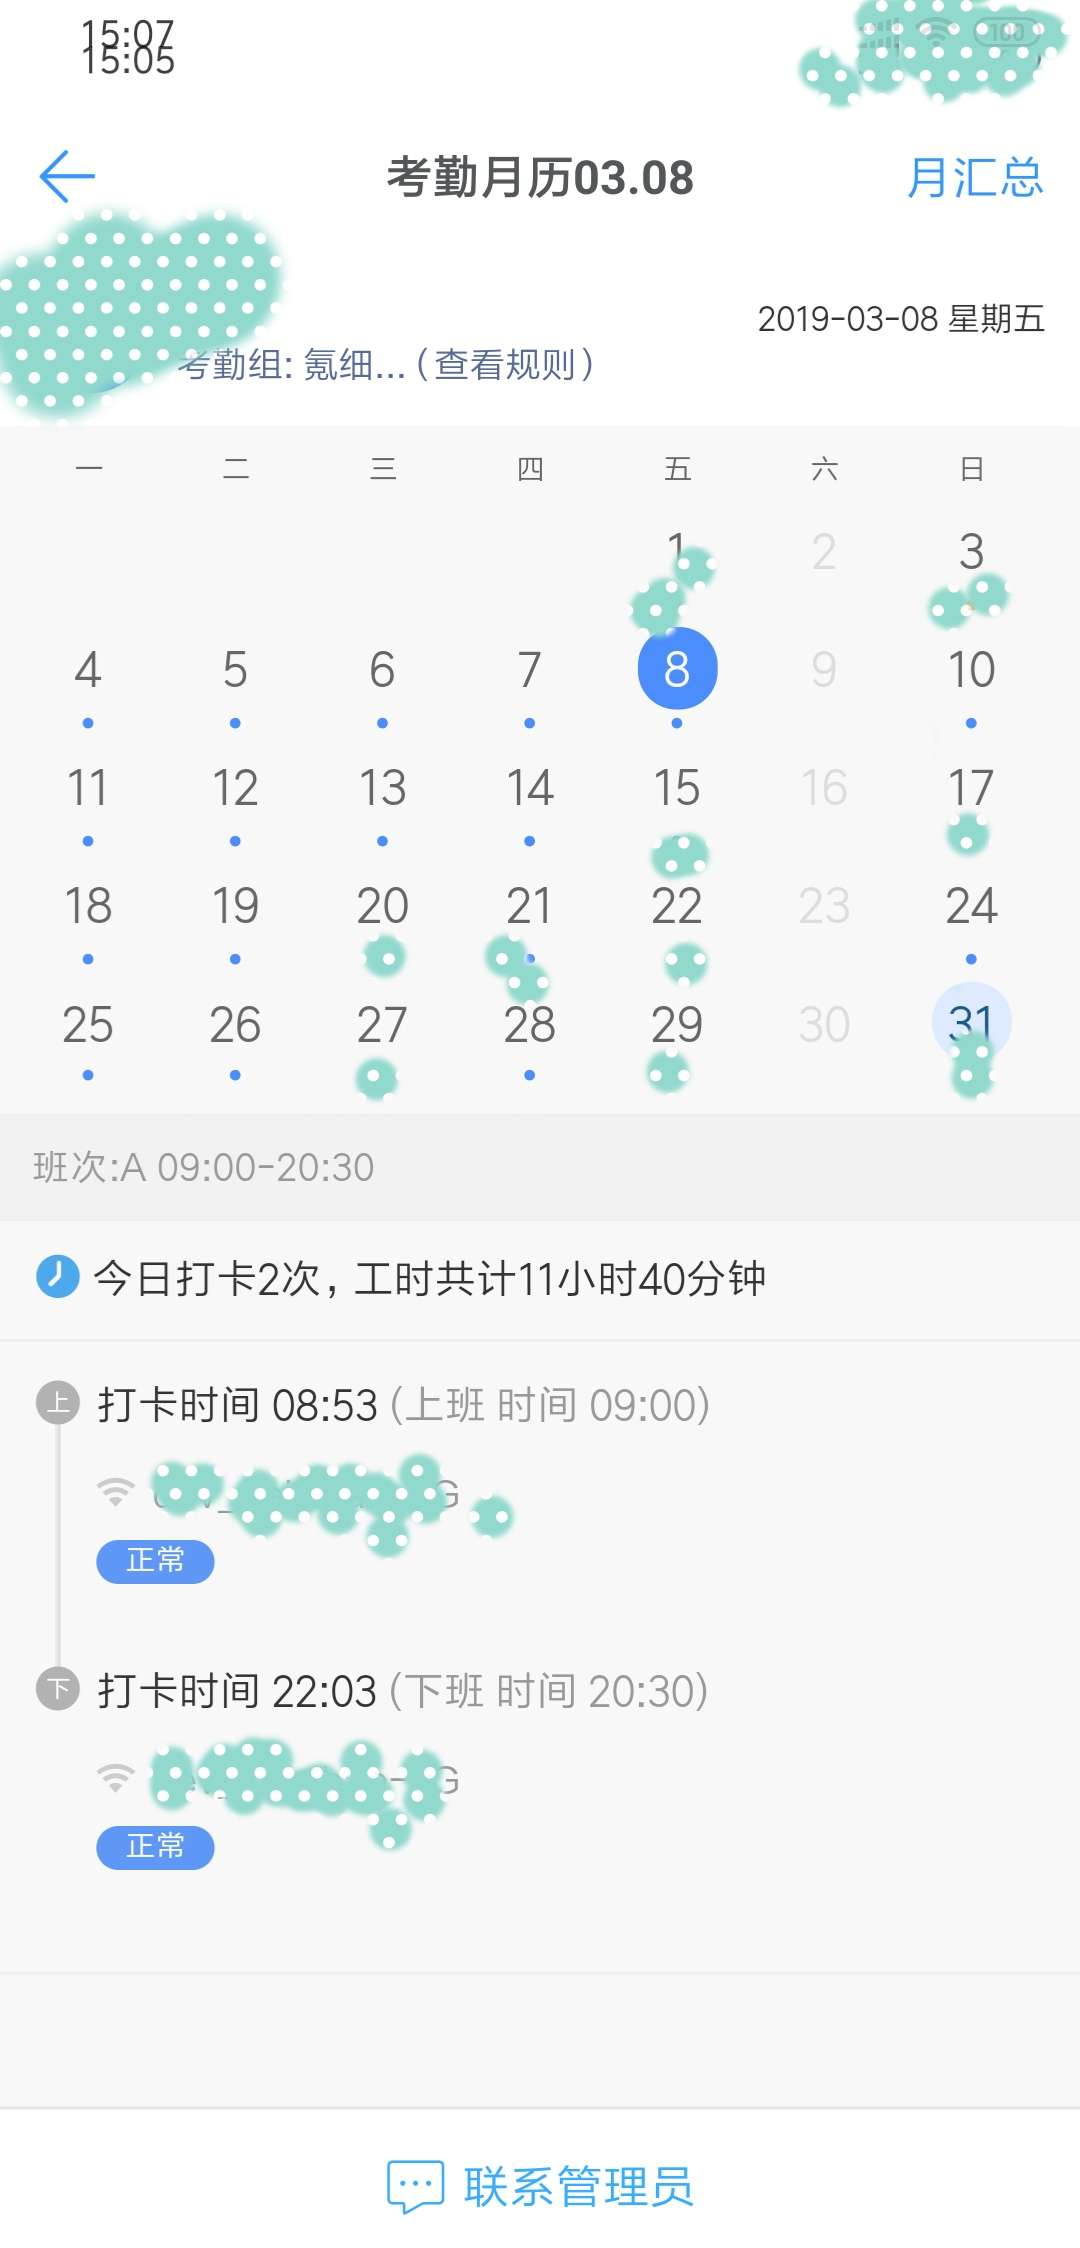 15:07
15:05
100
考勤月历03.08
月汇总
2019-03-08 星期五
考勤组: 氪细... (查看规则)
一 二 三 四 五 六 日
1 2 3
4 5 6 7 8 9 10
11 12 13 14 15 16 17
18 19 20 21 22 23 24
25 26 27 28 29 30 31
班次:A 09:00-20:30
今日打卡2次, 工时共计11小时40分钟
上 打卡时间 08:53 (上班 时间 09:00)
正常
下 打卡时间 22:03 (下班 时间 20:30)
正常
联系管理员